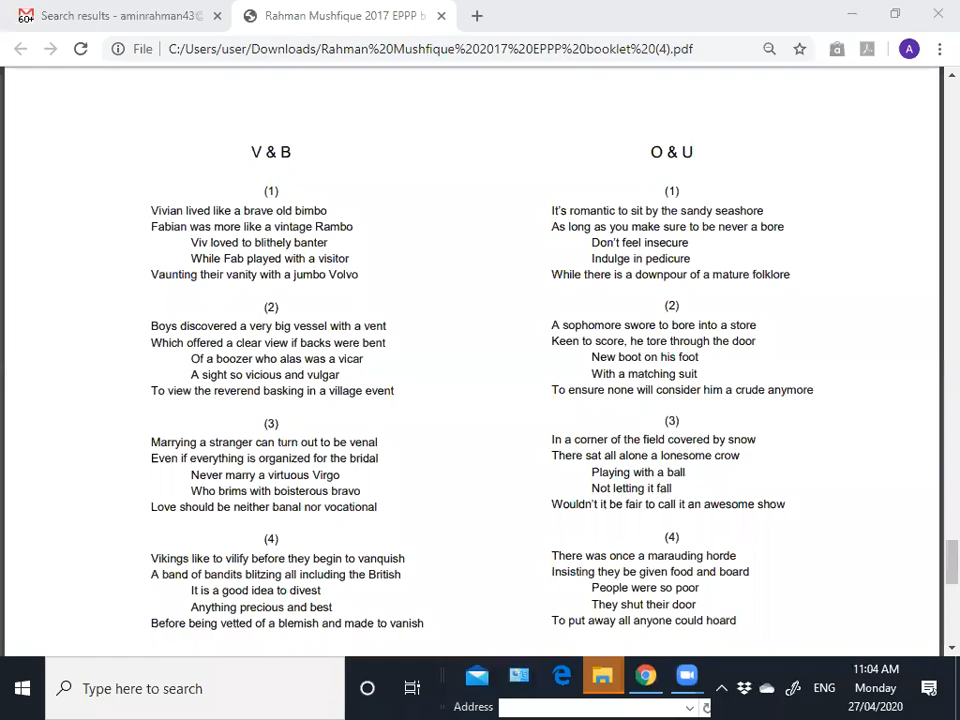 Search results - aminrahman43@
Rahman Mushfique 2017 EPPP b
File
C:/Users/user/Downloads/Rahman%20Mushfique%202017%20EPPP%20booklet%20(4).pdf
A
V & B
(1)
Vivian lived like a brave old bimbo
Fabian was more like a vintage Rambo
Viv loved to blithely banter
While Fab played with a visitor
Vaunting their vanity with a jumbo Volvo
(2)
Boys discovered a very big vessel with a vent
Which offered a clear view if backs were bent
Of a boozer who alas was a vicar
A sight so vicious and vulgar
To view the reverend basking in a village event
(3)
Marrying a stranger can turn out to be venal
Even if everything is organized for the bridal
Never marry a virtuous Virgo
Who brims with boisterous bravo
Love should be neither banal nor vocational
(4)
Vikings like to vilify before they begin to vanquish
A band of bandits blitzing all including the British
It is a good idea to divest
Anything precious and best
Before being vetted of a blemish and made to vanish
O & U
(1)
It's romantic to sit by the sandy seashore
As long as you make sure to be never a bore
Don't feel insecure
Indulge in pedicure
While there is a downpour of a mature folklore
(2)
A sophomore swore to bore into a store
Keen to score, he tore through the door
New boot on his foot
With a matching suit
To ensure none will consider him a crude anymore
(3)
In a corner of the field covered by snow
There sat all alone a lonesome crow
Playing with a ball
Not letting it fall
Wouldn't it be fair to call it an awesome show
(4)
There was once a marauding horde
Insisting they be given food and board
People were so poor
They shut their door
To put away all anyone could hoard
Type here to search
Address
ENG
11:04 AM
Monday
27/04/2020